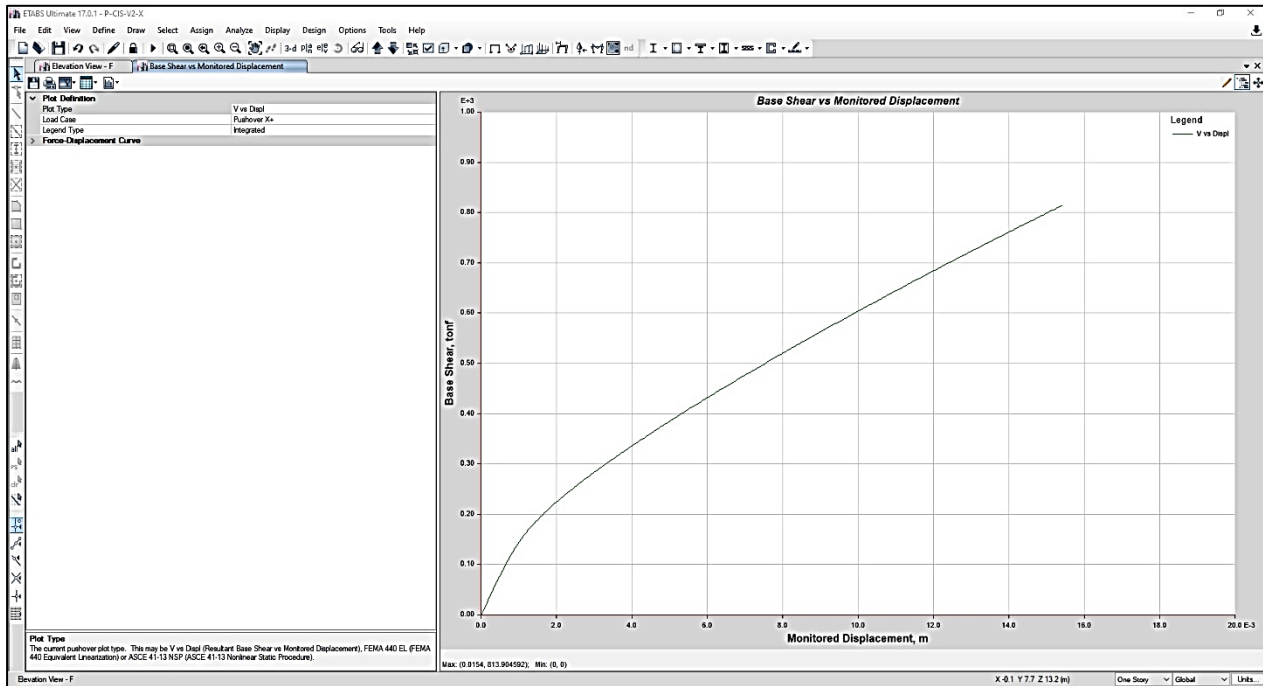 ETABS Ultimate 17.0.1 - P-CIS-V2-X
File Edit View Define Draw Select Assign Analyze Display Design Options Tools Help
3-d
nd
Elevation View - F
Base Shear vs Monitored Displacement
Plot Definition
Plot Type V vs Displ
Load Case Pushover X+
Legend Type Integrated
Force-Displacement Curve
Base Shear vs Monitored Displacement
E+3
1.00
0.90
0.80
0.70
0.60
0.50
0.40
0.30
0.20
0.10
0.00
Base Shear, tonf
Legend
V vs Displ
0.0 2.0 4.0 6.0 8.0 10.0 12.0 14.0 16.0 18.0 20.0 E-3
Monitored Displacement, m
all
Plot Type
The current pushover plot type. This may be V vs Displ (Resultant Base Shear vs Monitored Displacement), FEMA 440 EL (FEMA
440 Equivalent Linearization) or ASCE 41-13 NSP (ASCE 41-13 Nonlinear Static Procedure).
Max: (0.0154, 813.904592); Min: (0, 0)
Elevation View - F
X -0.1 Y 7.7 Z 13.2 (m)
One Story
Global
Units...